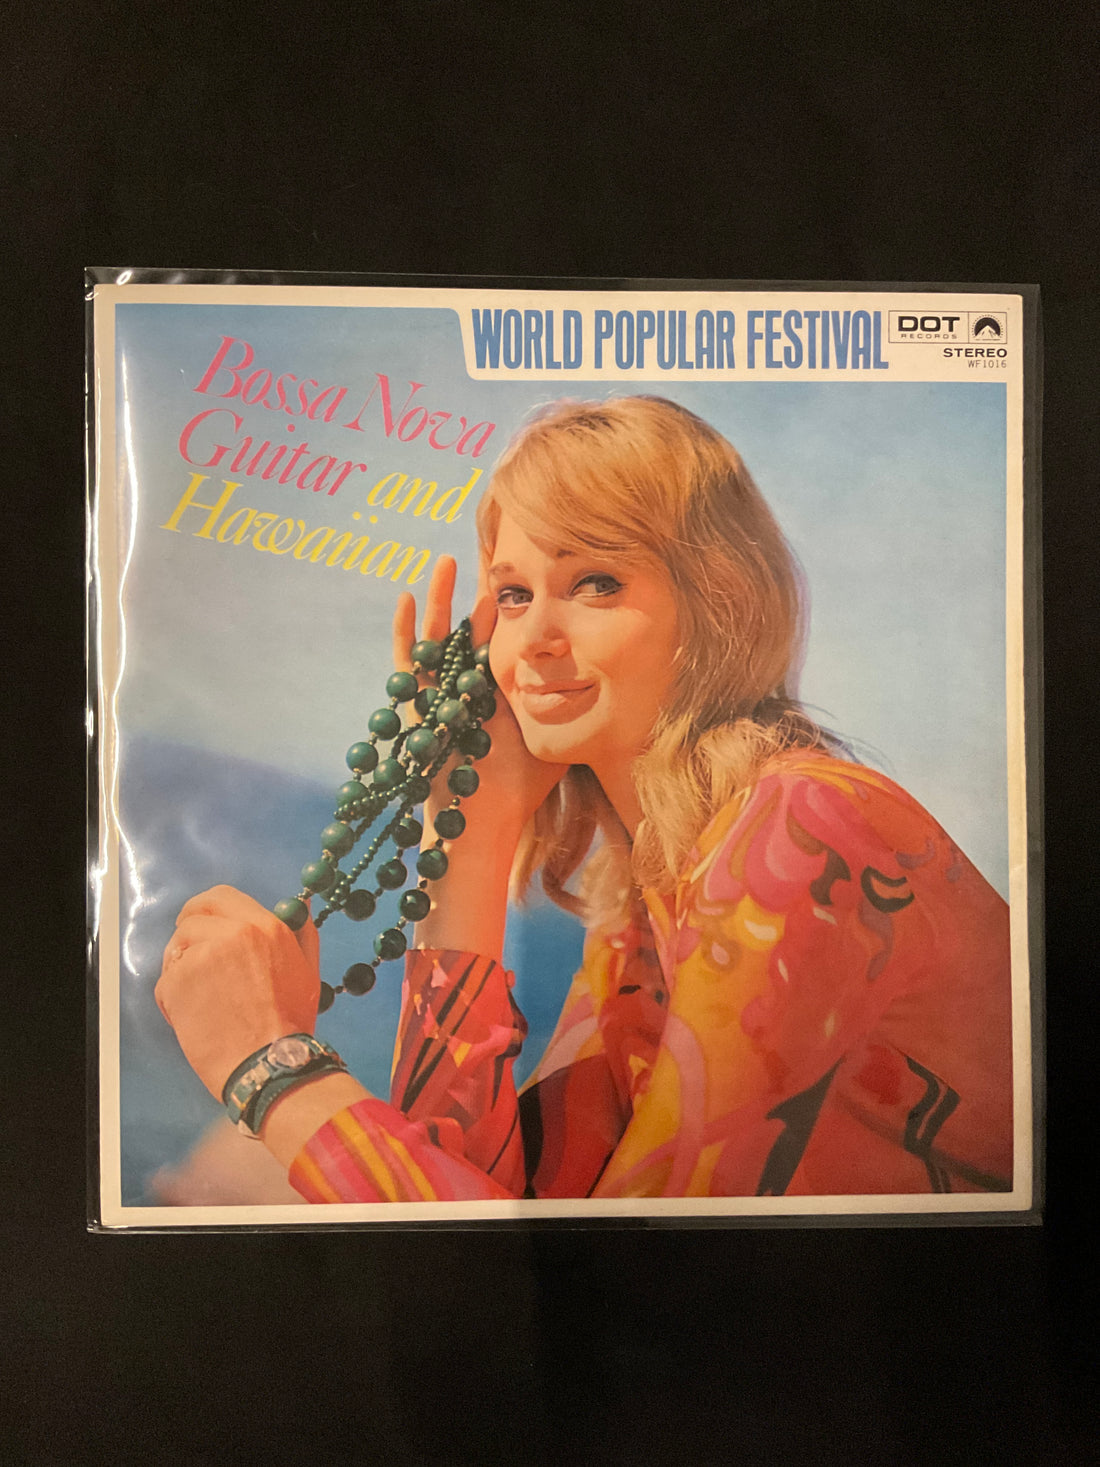 WORLD POPULAR FESTIVAL
DOT
RECORDS
STEREO
WF1016
Bossa Nova
Guitar and
Hawaiian